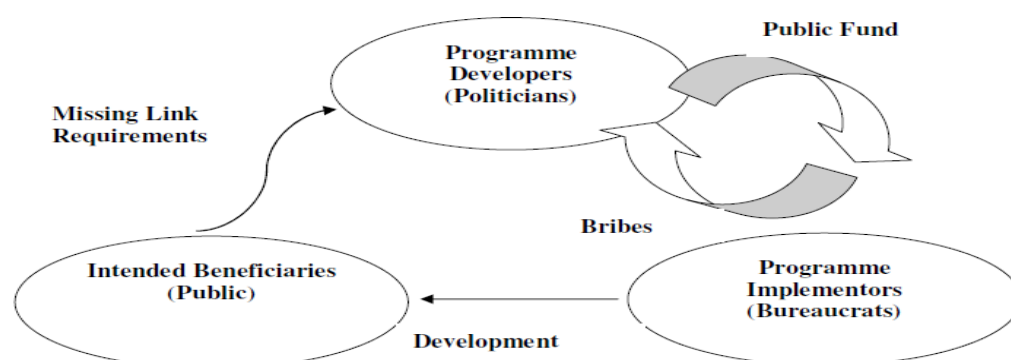 Public Fund
Programme
Developers
(Politicians)
Missing Link
Requirements
Bribes
Intended Beneficiaries
(Public)
Programme
Implementors
(Bureaucrats)
Development